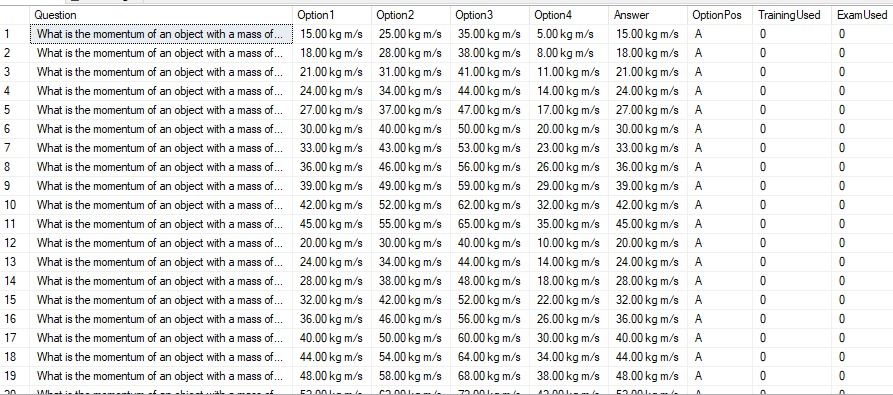 Question Option1 Option2 Option3 Option4 Answer OptionPos TrainingUsed ExamUsed
1 What is the momentum of an object with a mass of... 15.00 kg m/s 25.00 kg m/s 35.00 kg m/s 5.00 kg m/s 15.00 kg m/s A 0 0
2 What is the momentum of an object with a mass of... 18.00 kg m/s 28.00 kg m/s 38.00 kg m/s 8.00 kg m/s 18.00 kg m/s A 0 0
3 What is the momentum of an object with a mass of... 21.00 kg m/s 31.00 kg m/s 41.00 kg m/s 11.00 kg m/s 21.00 kg m/s A 0 0
4 What is the momentum of an object with a mass of... 24.00 kg m/s 34.00 kg m/s 44.00 kg m/s 14.00 kg m/s 24.00 kg m/s A 0 0
5 What is the momentum of an object with a mass of... 27.00 kg m/s 37.00 kg m/s 47.00 kg m/s 17.00 kg m/s 27.00 kg m/s A 0 0
6 What is the momentum of an object with a mass of... 30.00 kg m/s 40.00 kg m/s 50.00 kg m/s 20.00 kg m/s 30.00 kg m/s A 0 0
7 What is the momentum of an object with a mass of... 33.00 kg m/s 43.00 kg m/s 53.00 kg m/s 23.00 kg m/s 33.00 kg m/s A 0 0
8 What is the momentum of an object with a mass of... 36.00 kg m/s 46.00 kg m/s 56.00 kg m/s 26.00 kg m/s 36.00 kg m/s A 0 0
9 What is the momentum of an object with a mass of... 39.00 kg m/s 49.00 kg m/s 59.00 kg m/s 29.00 kg m/s 39.00 kg m/s A 0 0
10 What is the momentum of an object with a mass of... 42.00 kg m/s 52.00 kg m/s 62.00 kg m/s 32.00 kg m/s 42.00 kg m/s A 0 0
11 What is the momentum of an object with a mass of... 45.00 kg m/s 55.00 kg m/s 65.00 kg m/s 35.00 kg m/s 45.00 kg m/s A 0 0
12 What is the momentum of an object with a mass of... 20.00 kg m/s 30.00 kg m/s 40.00 kg m/s 10.00 kg m/s 20.00 kg m/s A 0 0
13 What is the momentum of an object with a mass of... 24.00 kg m/s 34.00 kg m/s 44.00 kg m/s 14.00 kg m/s 24.00 kg m/s A 0 0
14 What is the momentum of an object with a mass of... 28.00 kg m/s 38.00 kg m/s 48.00 kg m/s 18.00 kg m/s 28.00 kg m/s A 0 0
15 What is the momentum of an object with a mass of... 32.00 kg m/s 42.00 kg m/s 52.00 kg m/s 22.00 kg m/s 32.00 kg m/s A 0 0
16 What is the momentum of an object with a mass of... 36.00 kg m/s 46.00 kg m/s 56.00 kg m/s 26.00 kg m/s 36.00 kg m/s A 0 0
17 What is the momentum of an object with a mass of... 40.00 kg m/s 50.00 kg m/s 60.00 kg m/s 30.00 kg m/s 40.00 kg m/s A 0 0
18 What is the momentum of an object with a mass of... 44.00 kg m/s 54.00 kg m/s 64.00 kg m/s 34.00 kg m/s 44.00 kg m/s A 0 0
19 What is the momentum of an object with a mass of... 48.00 kg m/s 58.00 kg m/s 68.00 kg m/s 38.00 kg m/s 48.00 kg m/s A 0 0